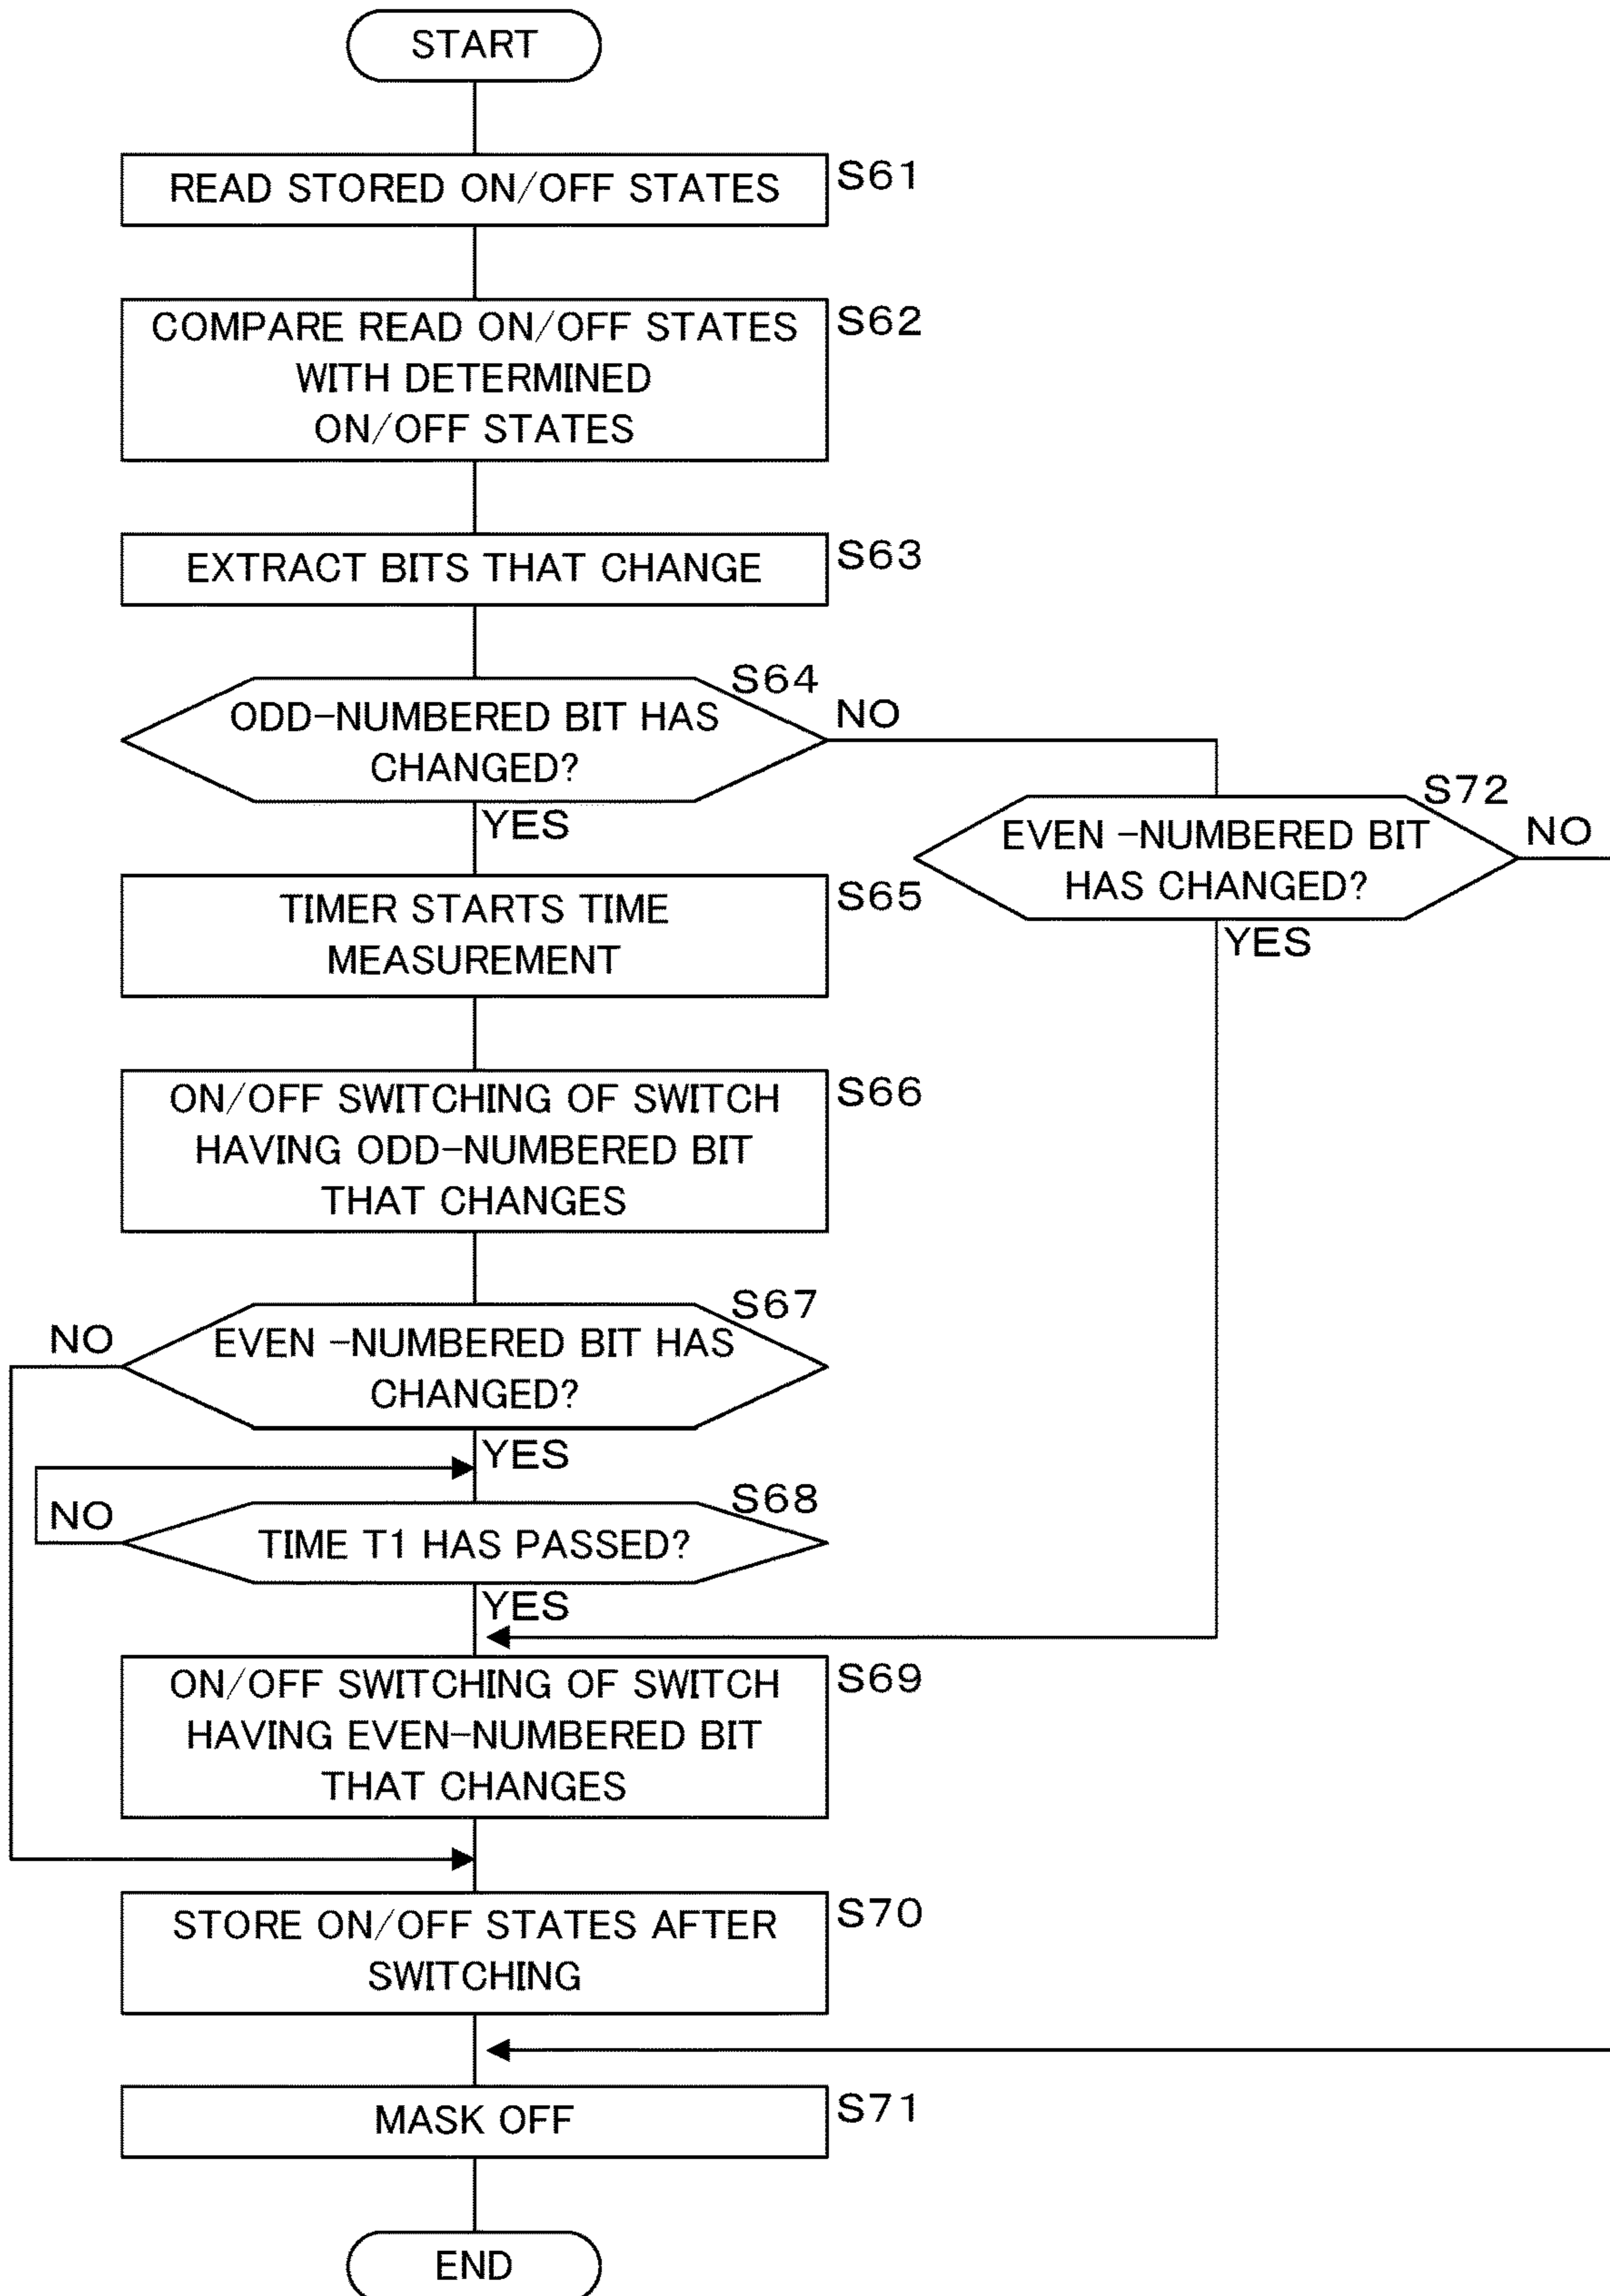 START
READ STORED ON/OFF STATES
S61
COMPARE READ ON/OFF STATES
WITH DETERMINED
ON/OFF STATES
S62
EXTRACT BITS THAT CHANGE
S63
S64
ODD-NUMBERED BIT HAS
CHANGED?
NO
YES
S72
EVEN -NUMBERED BIT
HAS CHANGED?
NO
YES
TIMER STARTS TIME
MEASUREMENT
S65
ON/OFF SWITCHING OF SWITCH
HAVING ODD-NUMBERED BIT
THAT CHANGES
S66
S67
NO
EVEN -NUMBERED BIT HAS
CHANGED?
YES
S68
NO
TIME T1 HAS PASSED?
YES
ON/OFF SWITCHING OF SWITCH
HAVING EVEN-NUMBERED BIT
THAT CHANGES
S69
STORE ON/OFF STATES AFTER
SWITCHING
S70
MASK OFF
S71
END